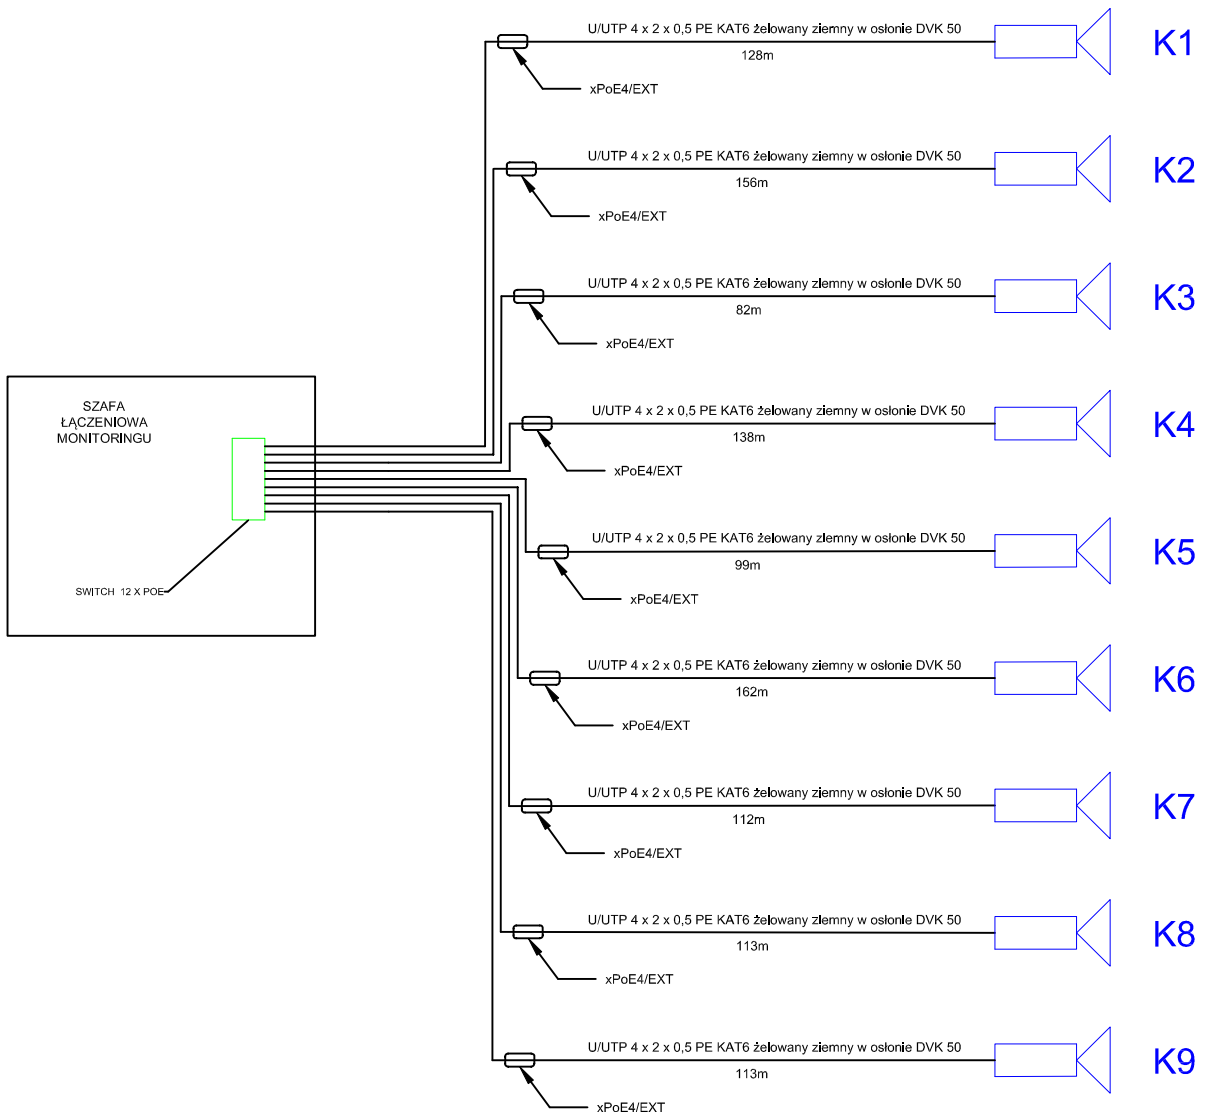 U/UTP 4 x 2 x 0,5 PE KAT6 żelowany ziemny w osłonie DVK 50
128m
K1
xPoE4/EXT
U/UTP 4 x 2 x 0,5 PE KAT6 żelowany ziemny w osłonie DVK 50
156m
K2
xPoE4/EXT
U/UTP 4 x 2 x 0,5 PE KAT6 żelowany ziemny w osłonie DVK 50
82m
K3
xPoE4/EXT
SZAFA
ŁĄCZENIOWA
MONITORINGU
U/UTP 4 x 2 x 0,5 PE KAT6 żelowany ziemny w osłonie DVK 50
138m
K4
xPoE4/EXT
U/UTP 4 x 2 x 0,5 PE KAT6 żelowany ziemny w osłonie DVK 50
99m
K5
SWITCH 12 X POE
xPoE4/EXT
U/UTP 4 x 2 x 0,5 PE KAT6 żelowany ziemny w osłonie DVK 50
162m
K6
xPoE4/EXT
U/UTP 4 x 2 x 0,5 PE KAT6 żelowany ziemny w osłonie DVK 50
112m
K7
xPoE4/EXT
U/UTP 4 x 2 x 0,5 PE KAT6 żelowany ziemny w osłonie DVK 50
113m
K8
xPoE4/EXT
U/UTP 4 x 2 x 0,5 PE KAT6 żelowany ziemny w osłonie DVK 50
113m
K9
xPoE4/EXT